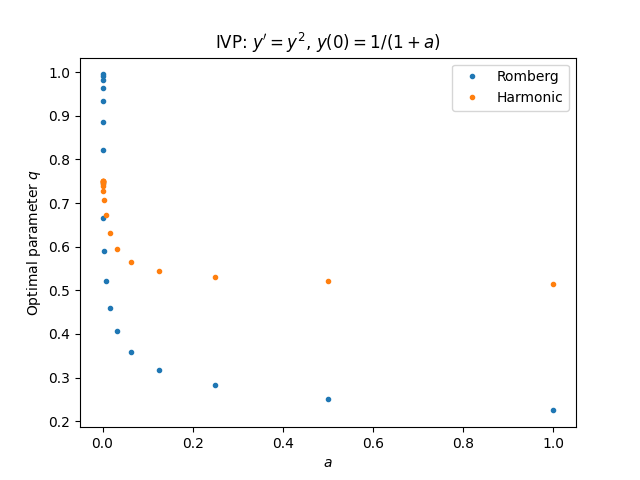 IVP: y′ = y², y(0) = 1/(1 + a)
Romberg
Harmonic
Optimal parameter q
1.0
0.9
0.8
0.7
0.6
0.5
0.4
0.3
0.2
0.0 0.2 0.4 0.6 0.8 1.0
a